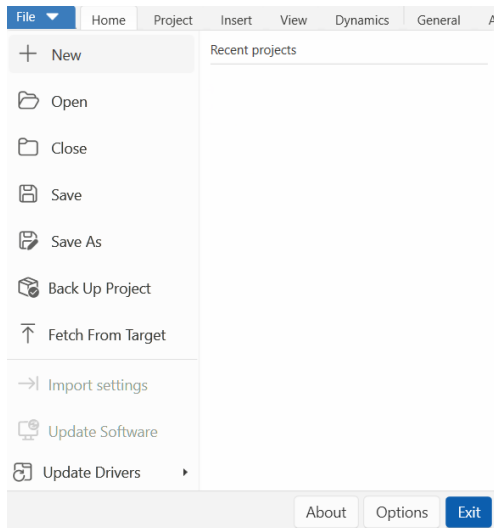 File Home Project Insert View Dynamics General
New
Recent projects
Open
Close
Save
Save As
Back Up Project
Fetch From Target
Import settings
Update Software
Update Drivers
About Options Exit